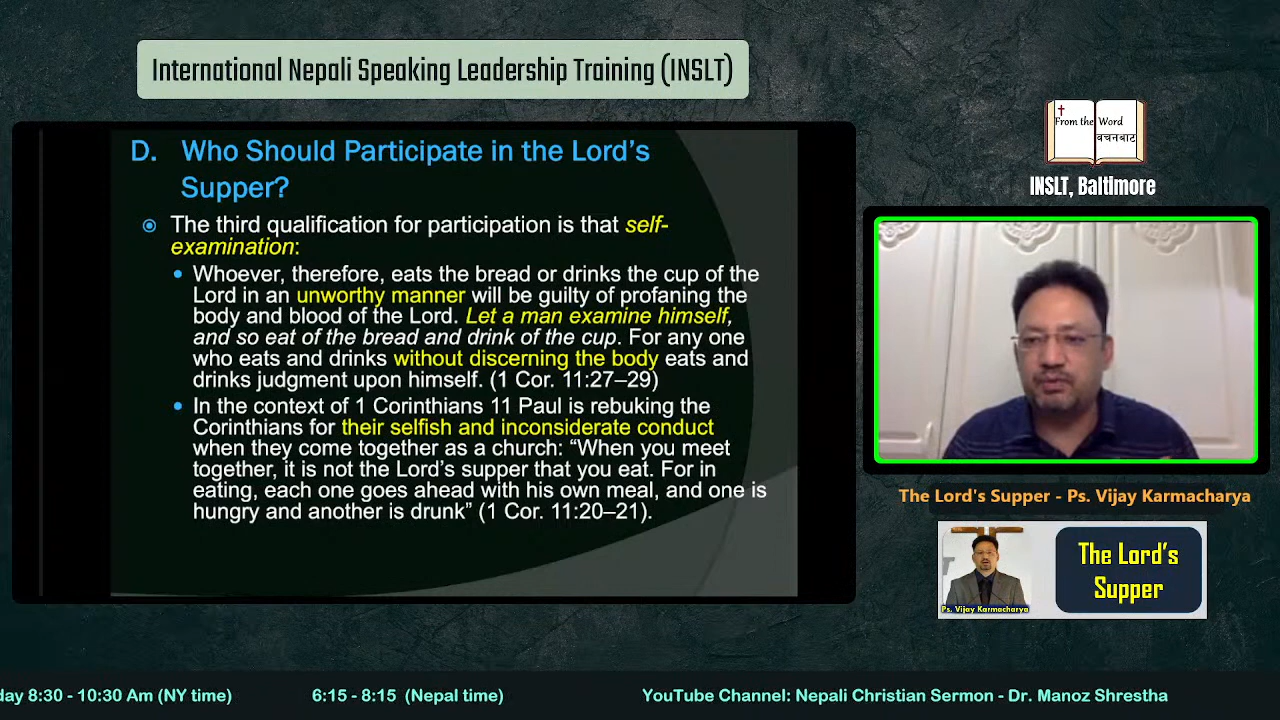 International Nepali Speaking Leadership Training (INSLT)
D. Who Should Participate in the Lord's
Supper?
The third qualification for participation is that self-
examination:
Whoever, therefore, eats the bread or drinks the cup of the
Lord in an unworthy manner will be guilty of profaning the
body and blood of the Lord. Let a man examine himself,
and so eat of the bread and drink of the cup. For any one
who eats and drinks without discerning the body eats and
drinks judgment upon himself. (1 Cor. 11:27–29)
In the context of 1 Corinthians 11 Paul is rebuking the
Corinthians for their selfish and inconsiderate conduct
when they come together as a church: “When you meet
together, it is not the Lord's supper that you eat. For in
eating, each one goes ahead with his own meal, and one is
hungry and another is drunk” (1 Cor. 11:20–21).
From the Word
वचनबाट
INSLT, Baltimore
The Lord's Supper - Ps. Vijay Karmacharya
Ps. Vijay Karmacharya
The Lord’s
Supper
day 8:30 - 10:30 Am (NY time) 6:15 - 8:15 (Nepal time) YouTube Channel: Nepali Christian Sermon - Dr. Manoz Shrestha